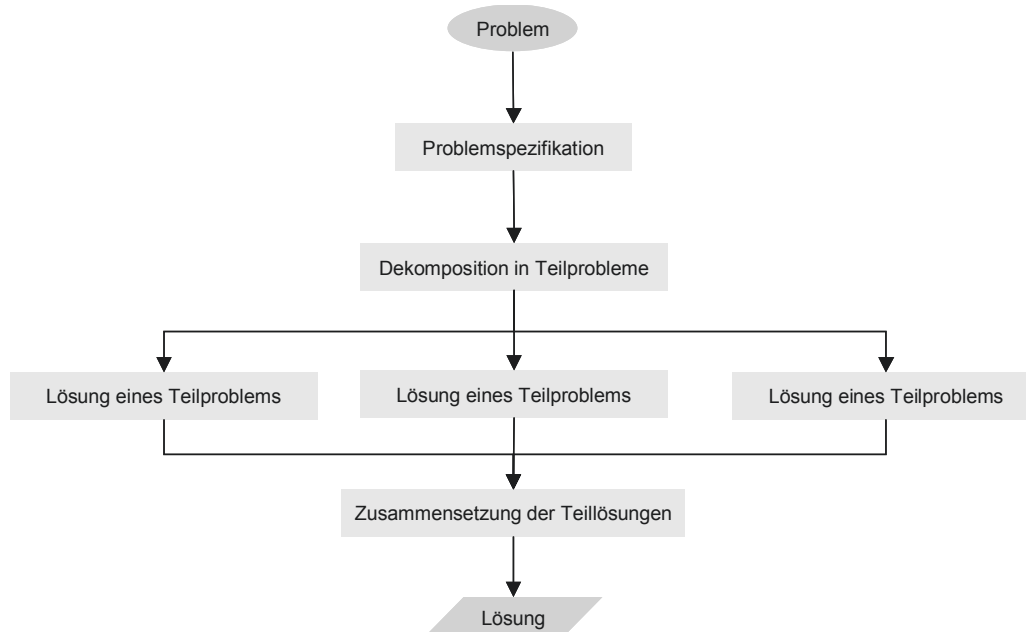 Problem
Problemspezifikation
Dekomposition in Teilprobleme
Lösung eines Teilproblems
Lösung eines Teilproblems
Lösung eines Teilproblems
Zusammensetzung der Teillösungen
Lösung